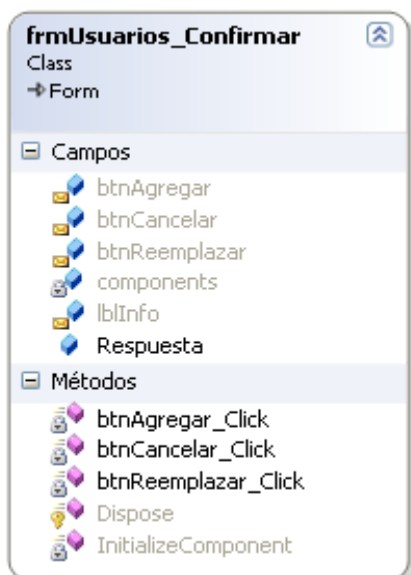 frmUsuarios_Confirmar
Class
Form
Campos
btnAgregar
btnCancelar
btnReemplazar
components
lblInfo
Respuesta
Métodos
btnAgregar_Click
btnCancelar_Click
btnReemplazar_Click
Dispose
InitializeComponent